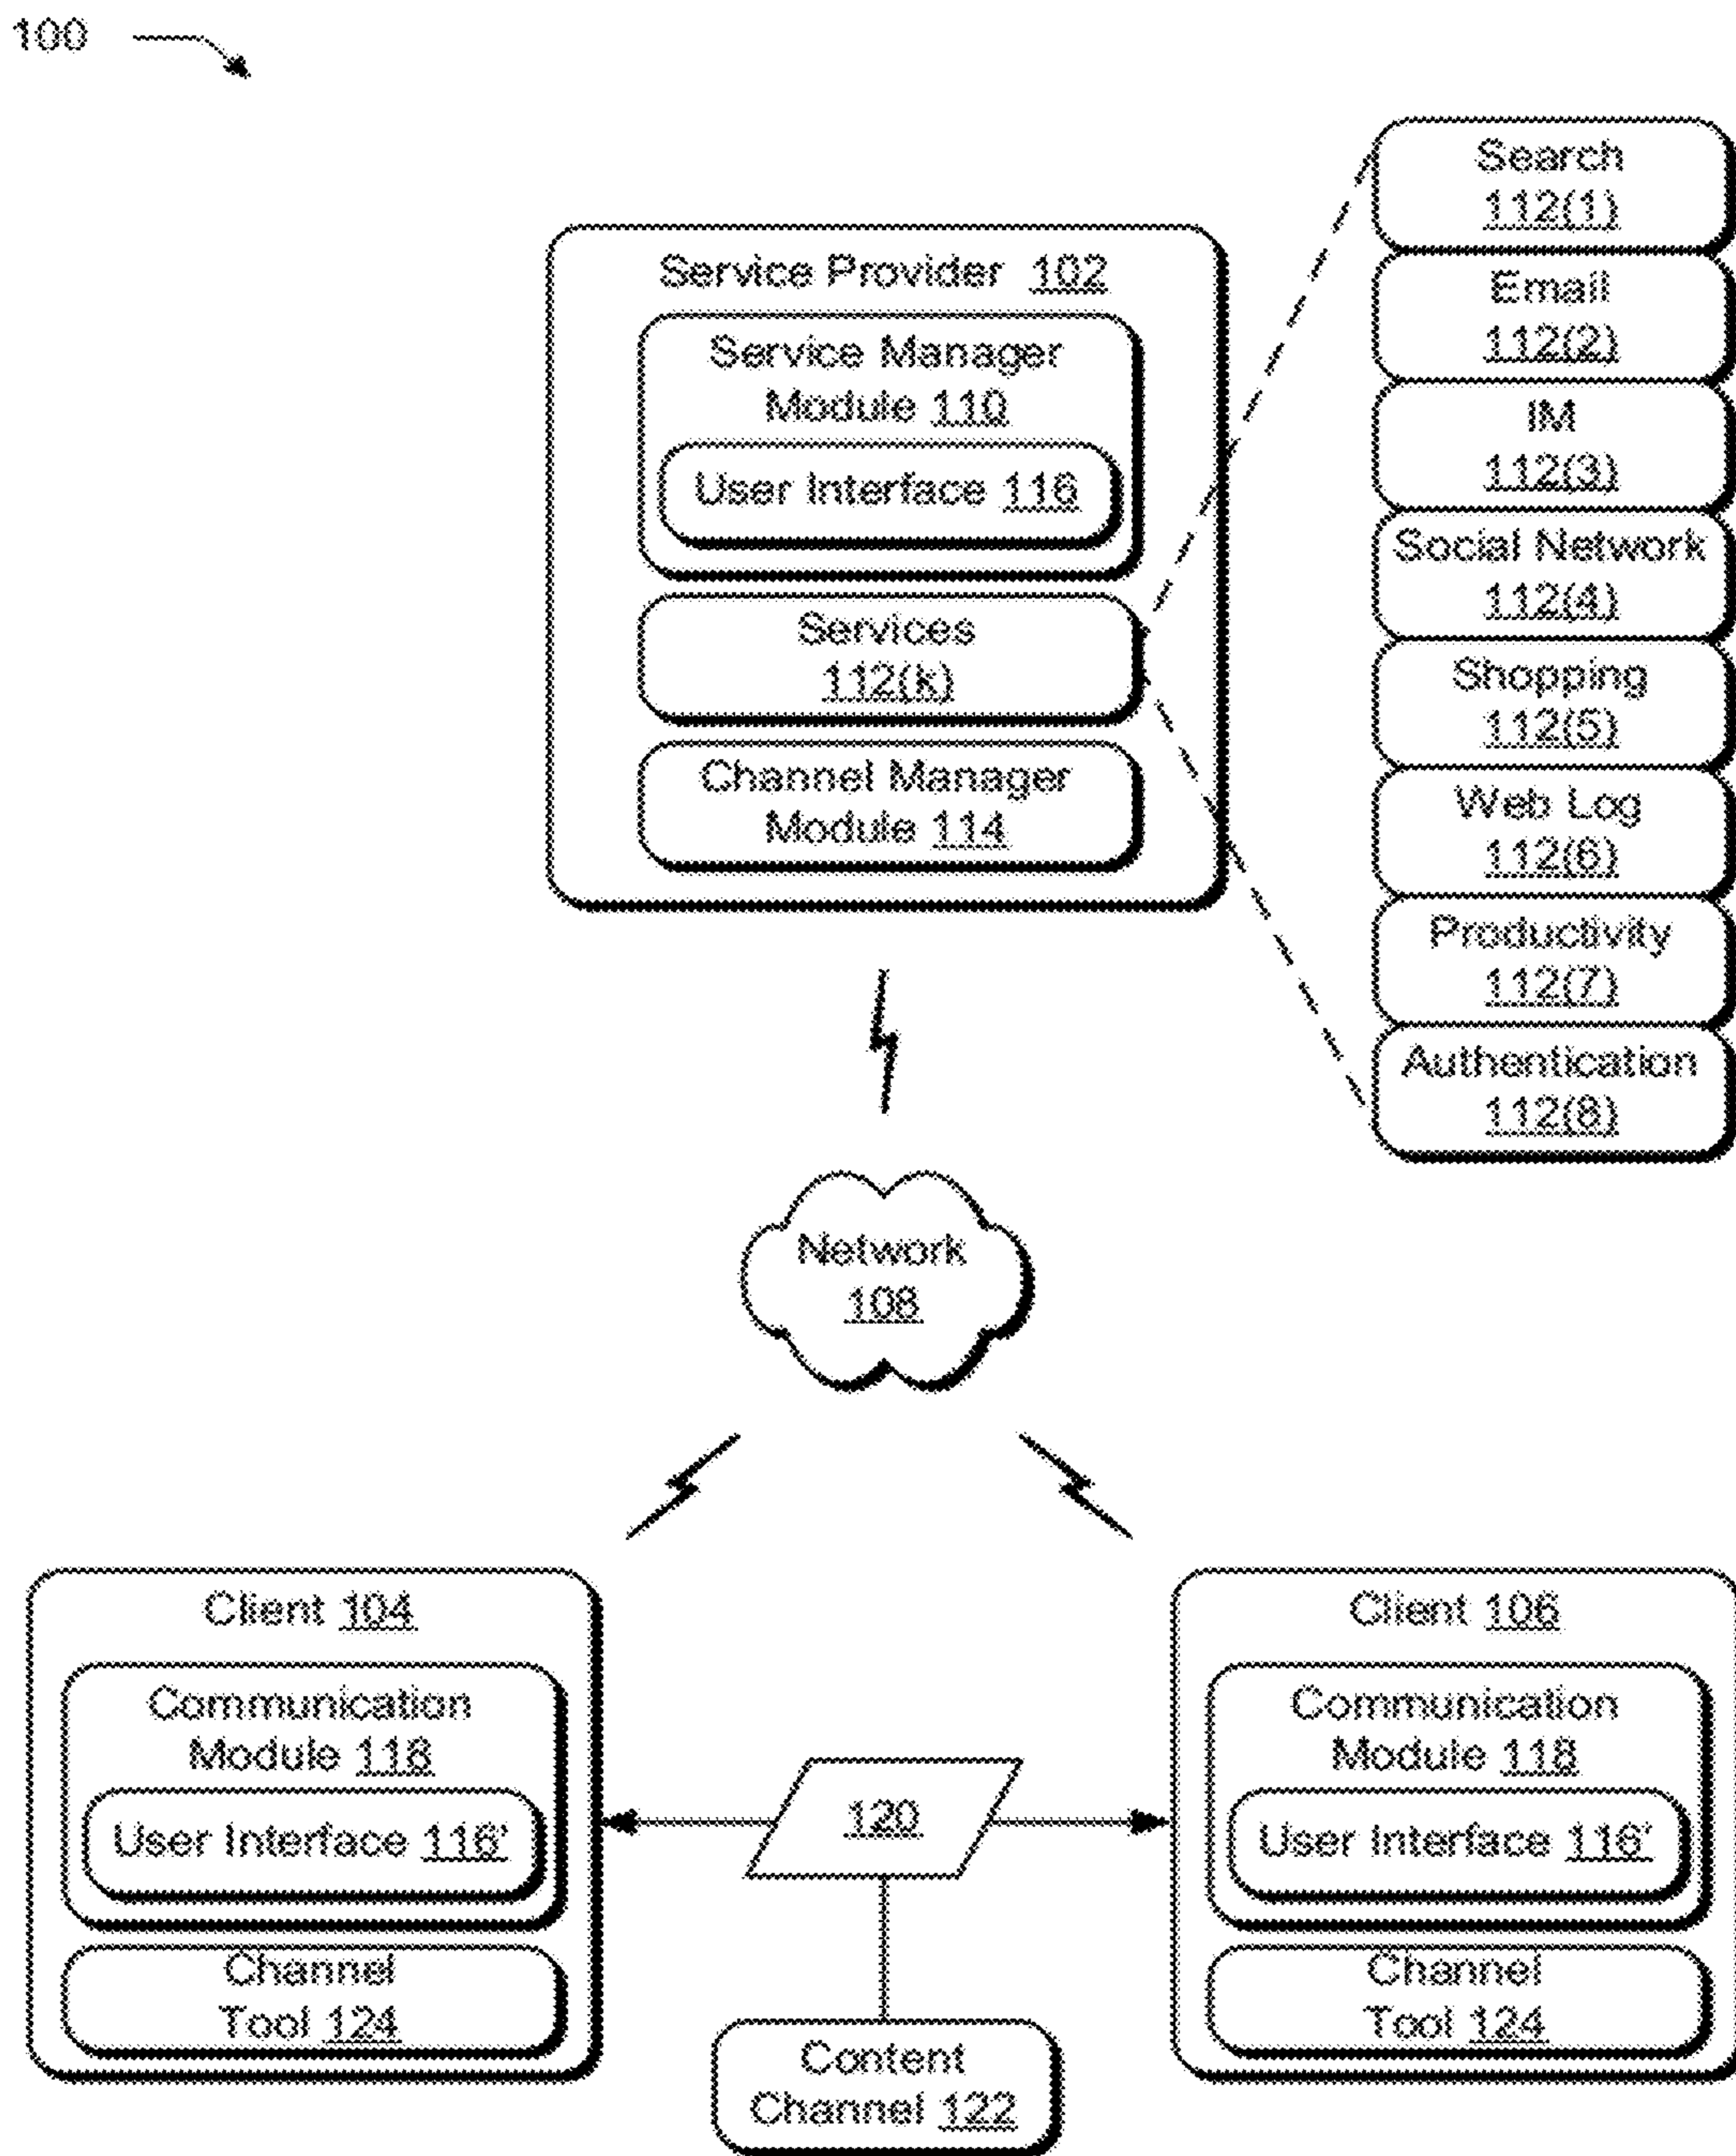 100
Service Provider 102
Service Manager
Module 110
User Interface 116
Services
112(k)
Channel Manager
Module 114
Search
112(1)
Email
112(2)
IM
112(3)
Social Network
112(4)
Shopping
112(5)
Web Log
112(6)
Productivity
112(7)
Authentication
112(8)
Network
108
Client 104
Communication
Module 118
User Interface 116'
Channel
Tool 124
120
Content
Channel 122
Client 106
Communication
Module 118
User Interface 116'
Channel
Tool 124